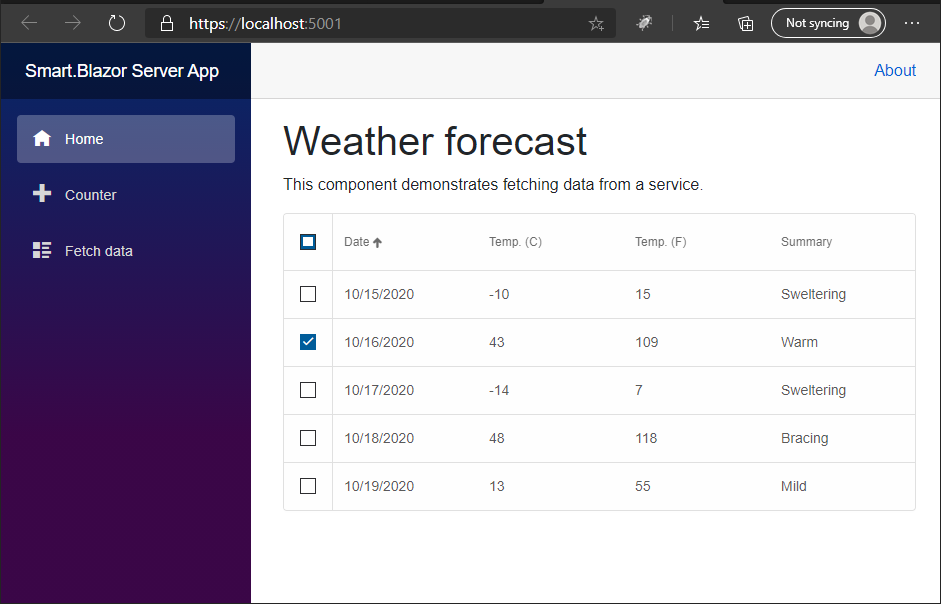 https://localhost:5001
Not syncing
Smart.Blazor Server App
About
Home
Counter
Fetch data
Weather forecast
This component demonstrates fetching data from a service.
Date Temp. (C) Temp. (F) Summary
10/15/2020 -10 15 Sweltering
10/16/2020 43 109 Warm
10/17/2020 -14 7 Sweltering
10/18/2020 48 118 Bracing
10/19/2020 13 55 Mild